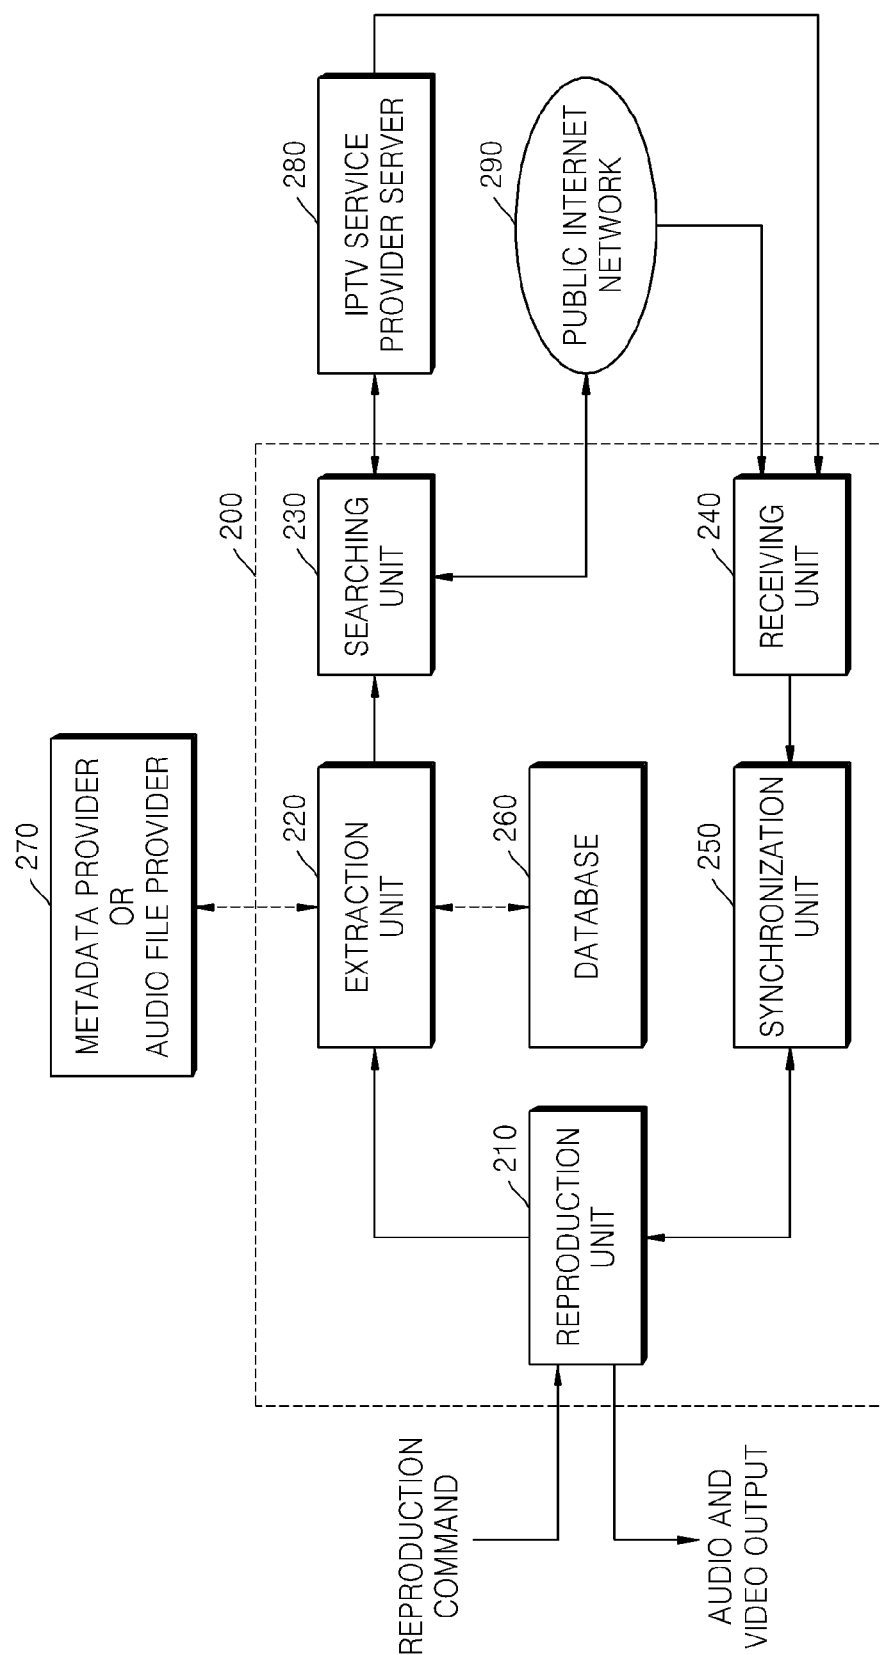 270
METADATA PROVIDER
OR
AUDIO FILE PROVIDER
200
220
EXTRACTION
UNIT
230
SEARCHING
UNIT
280
IPTV SERVICE
PROVIDER SERVER
REPRODUCTION
COMMAND
210
REPRODUCTION
UNIT
260
DATABASE
290
PUBLIC INTERNET
NETWORK
AUDIO AND
VIDEO OUTPUT
250
SYNCHRONIZATION
UNIT
240
RECEIVING
UNIT